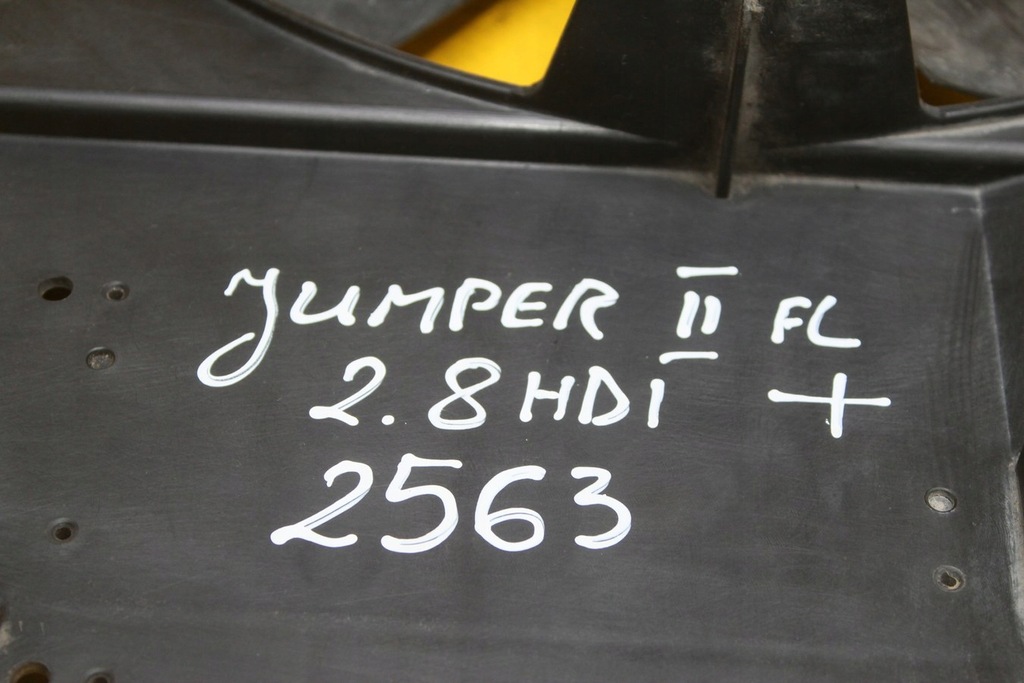 JUMPER II FL
2.8 HDI +
2563